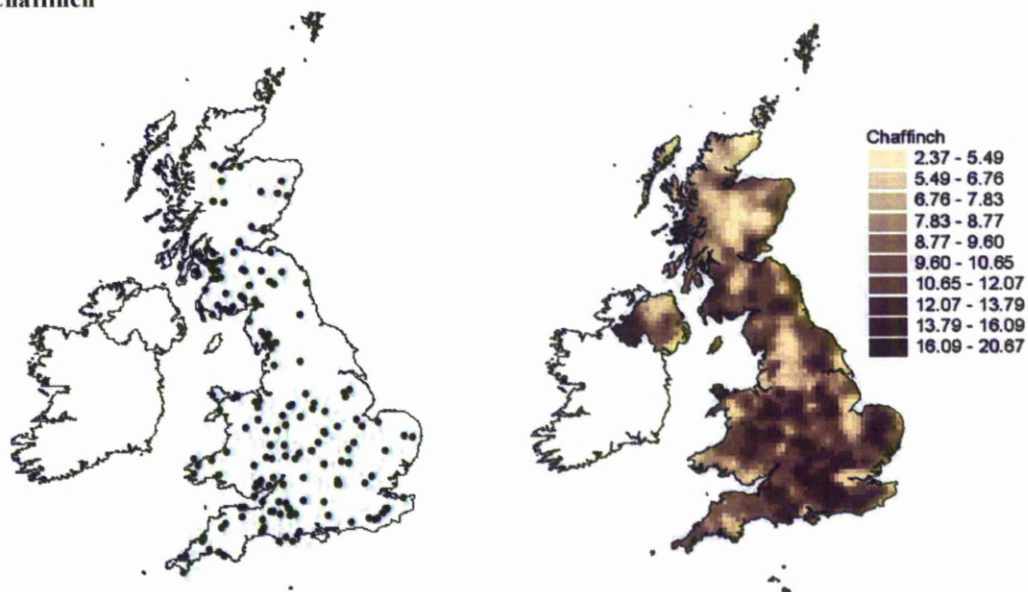 Chaffinch
Chaffinch
2.37 - 5.49
5.49 - 6.76
6.76 - 7.83
7.83 - 8.77
8.77 - 9.60
9.60 - 10.65
10.65 - 12.07
12.07 - 13.79
13.79 - 16.09
16.09 - 20.67